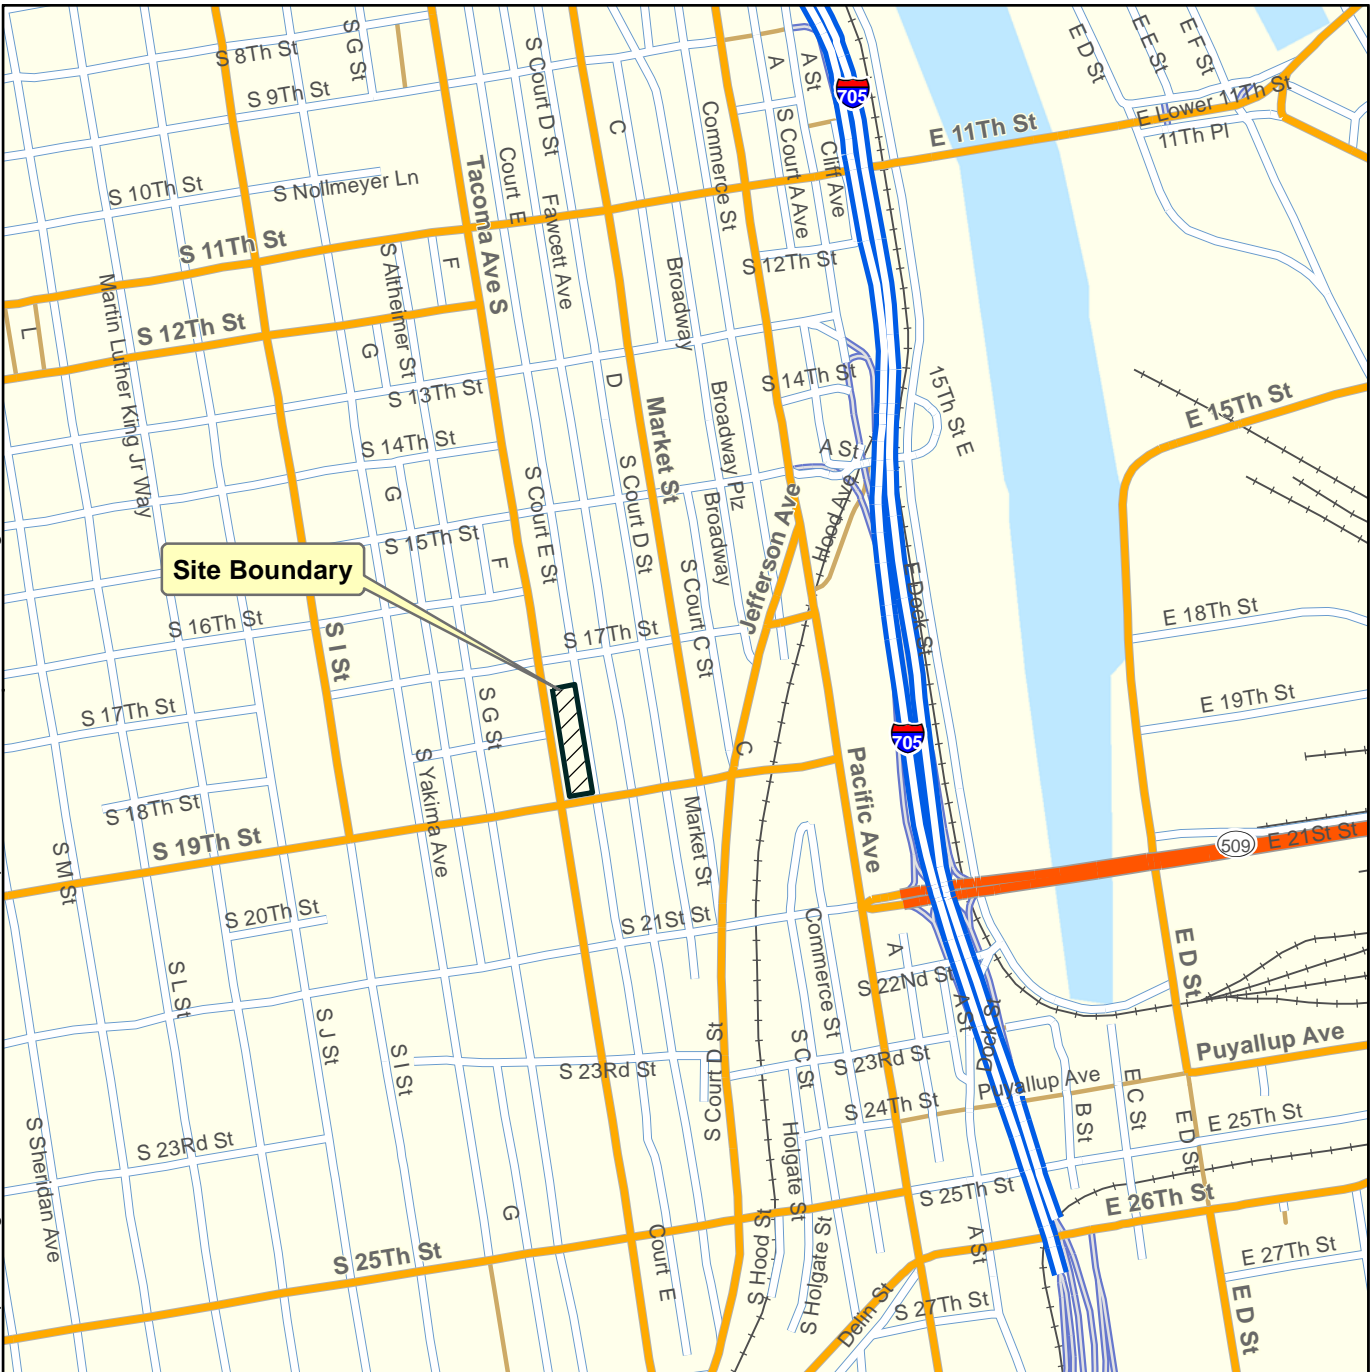 S 8Th St
S G St
S 9Th St
S Court D St
C
A
A St
705
E D St
E E St
E F St
E Lower 11Th St
11Th Pl
E 11Th St
Commerce St
S Court A Ave
Cliff Ave
S 10Th St
S Nollmeyer Ln
Tacoma Ave S
Court E
Fawcett Ave
S 11Th St
S Altheimer St
F
Broadway
S 12Th St
L
Martin Luther King Jr Way
S 12Th St
G
S 13Th St
D
Market St
Broadway Plz
S 14Th St
15Th St E
E 15Th St
S 14Th St
A St
G
S Court E St
S Court D St
Broadway
Jefferson Ave
Hood Ave
S 15Th St
F
Site Boundary
S Court C St
E Dock St
E 18Th St
S 16Th St
S I St
S 17Th St
S 17Th St
S G St
E 19Th St
705
C
Pacific Ave
S Yakima Ave
S 18Th St
S 19Th St
Market St
S M St
509
E 21St St
S 20Th St
S 21St St
Commerce St
A
S 22Nd St
E D St
S L St
A St
Dock St
S J St
S I St
S Court D St
S C St
S 23Rd St
S 23Rd St
Puyallup Ave
Puyallup Ave
S 24Th St
B St
E C St
E D St
E 25Th St
S Sheridan Ave
S 23Rd St
Holgate St
S 25Th St
E 26Th St
G
S 25Th St
Court E
S Hood St
S Holgate St
A St
E 27Th St
Delin St
S 27Th St
E D St